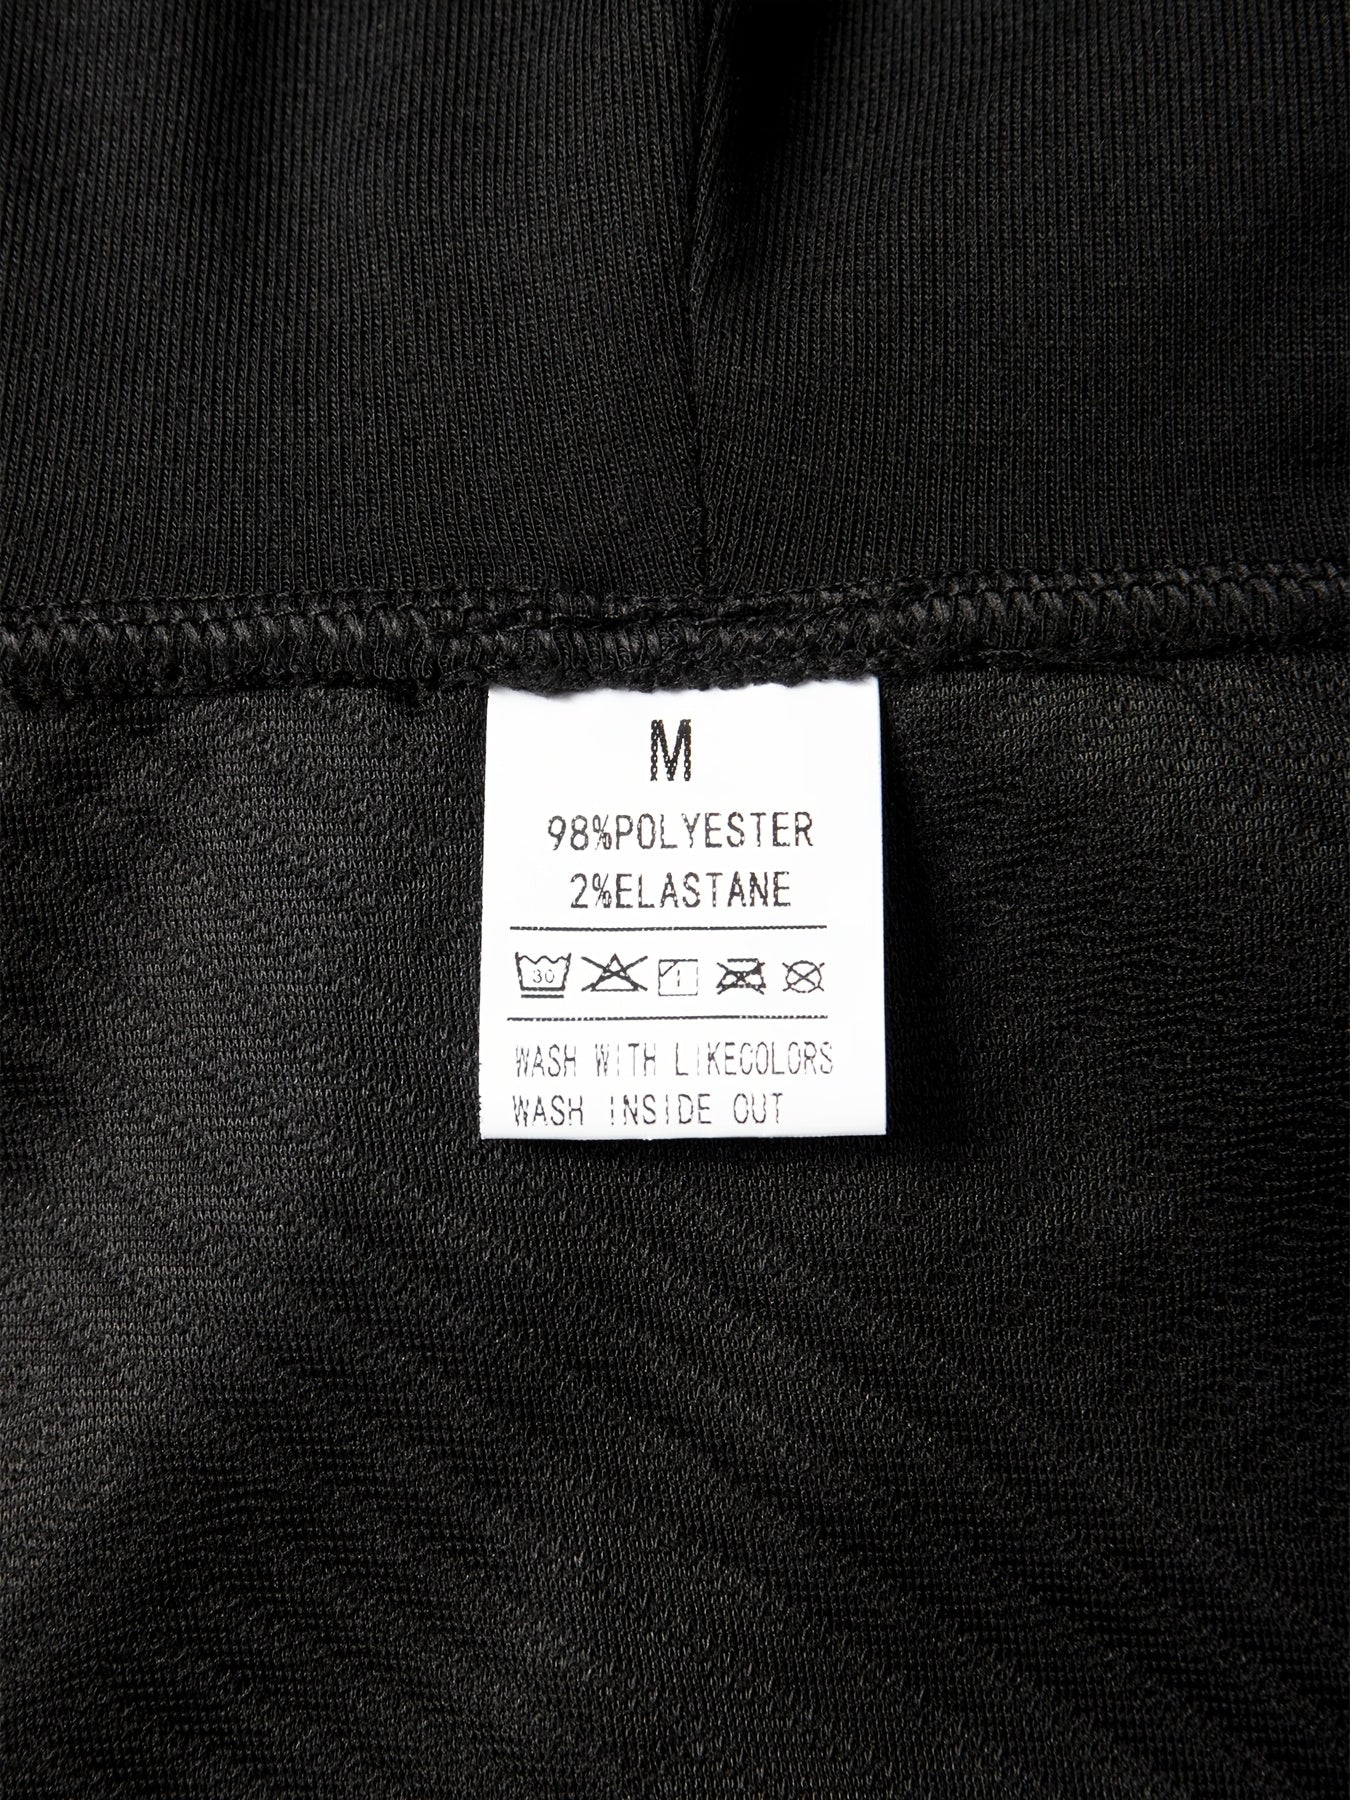 M
98%POLYESTER
2%ELASTANE
30
WASH WITH LIKECOLORS
WASH INSIDE OUT